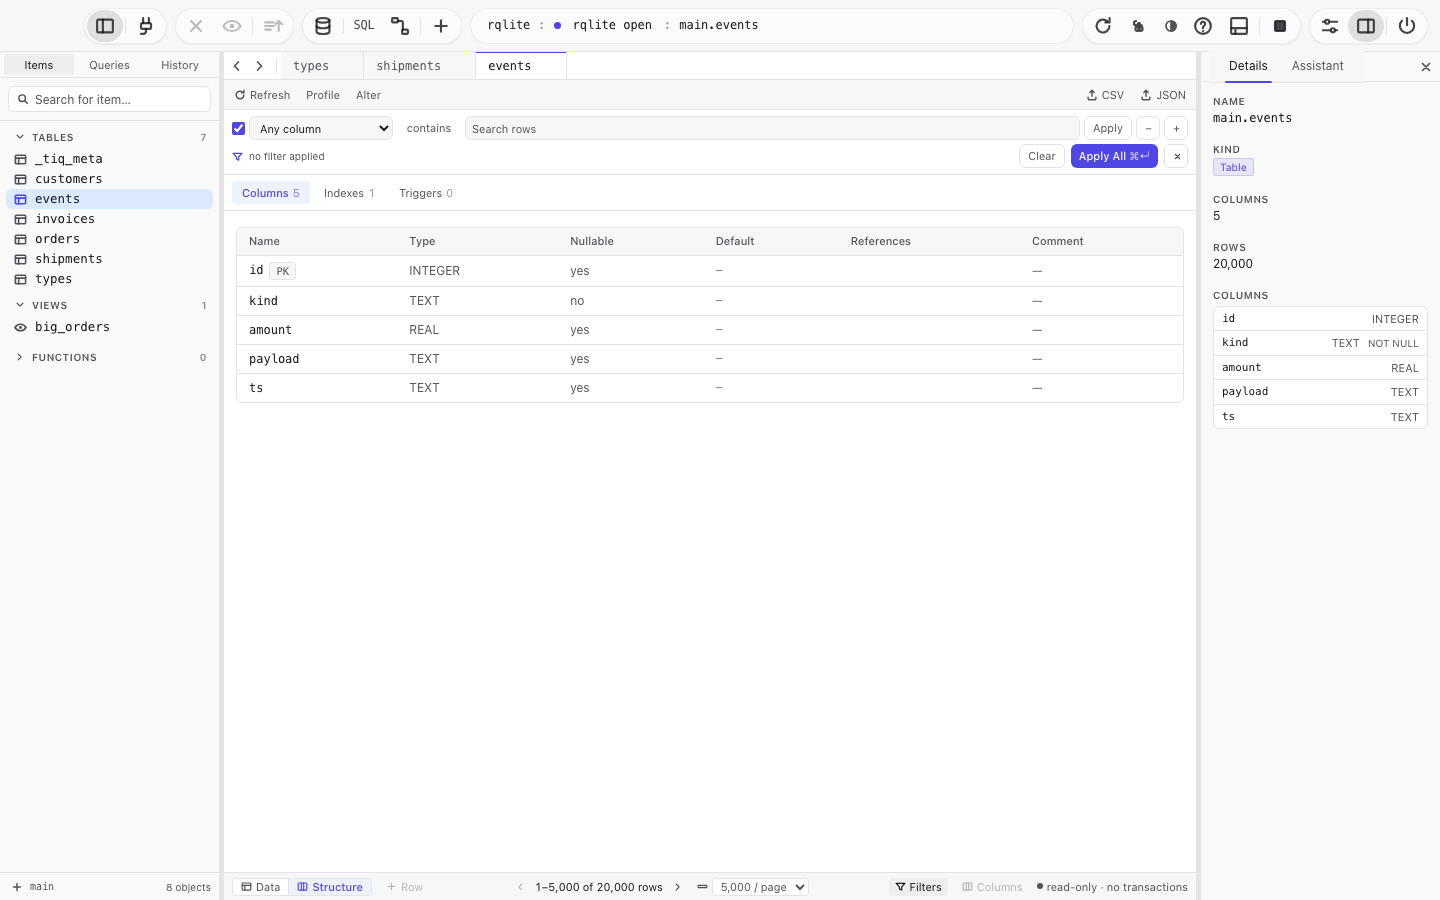 SQL
rqlite : rqlite open : main.events
Items Queries History
Search for item...
TABLES 7
_tiq_meta
customers
events
invoices
orders
shipments
types
VIEWS 1
big_orders
FUNCTIONS 0
main 8 objects
types shipments events
Refresh Profile Alter CSV JSON
Any column contains Search rows Apply − +
no filter applied Clear Apply All ⌘↵ ×
Columns 5 Indexes 1 Triggers 0
Name Type Nullable Default References Comment
id PK INTEGER yes — —
kind TEXT no — —
amount REAL yes — —
payload TEXT yes — —
ts TEXT yes — —
Data Structure + Row 1–5,000 of 20,000 rows 5,000 / page Filters Columns read-only · no transactions
Details Assistant
NAME
main.events
KIND
Table
COLUMNS
5
ROWS
20,000
COLUMNS
id INTEGER
kind TEXT NOT NULL
amount REAL
payload TEXT
ts TEXT